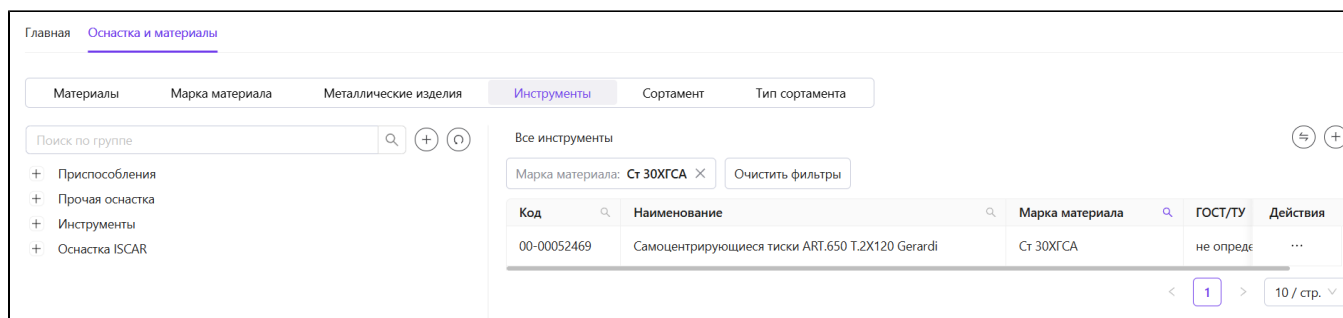 Главная Оснастка и материалы
Материалы Марка материала Металлические изделия Инструменты Сортамент Тип сортамента
Поиск по группе
Приспособления
Прочая оснастка
Инструменты
Оснастка ISCAR
Все инструменты
Марка материала: Ст 30ХГСА Очистить фильтры
Код Наименование Марка материала ГОСТ/ТУ Действия
00-00052469 Самоцентрирующиеся тиски ART.650 T.2X120 Gerardi Ст 30ХГСА не опреде ...
1 10 / стр.